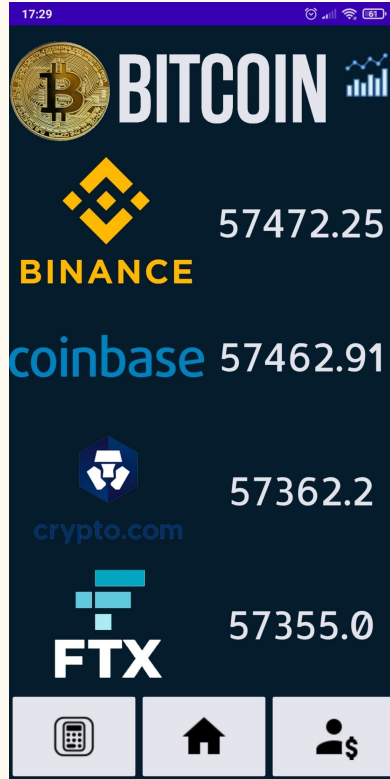 17:29
61
BITCOIN
BINANCE
57472.25
coinbase 57462.91
crypto.com
57362.2
FTX
57355.0
$